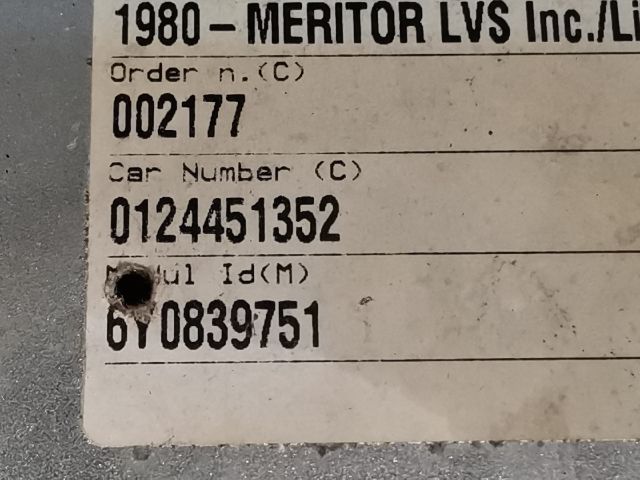 1980 – MERITOR LVS Inc./Li
Order n.(C)
002177
Car Number (C)
0124451352
Id(M)
6Y0839751